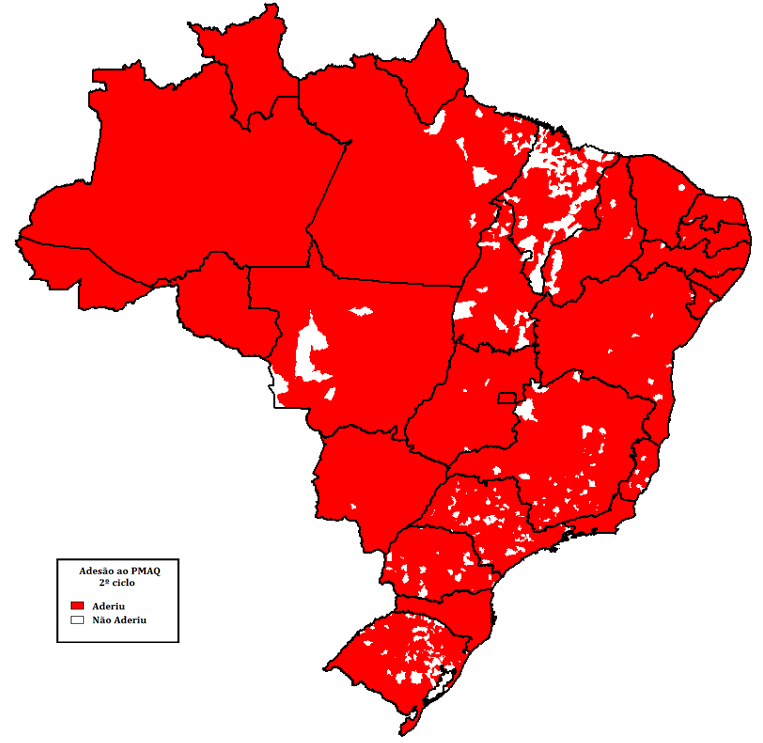 Adesão ao PMAQ
2º ciclo
Aderiu
Não Aderiu